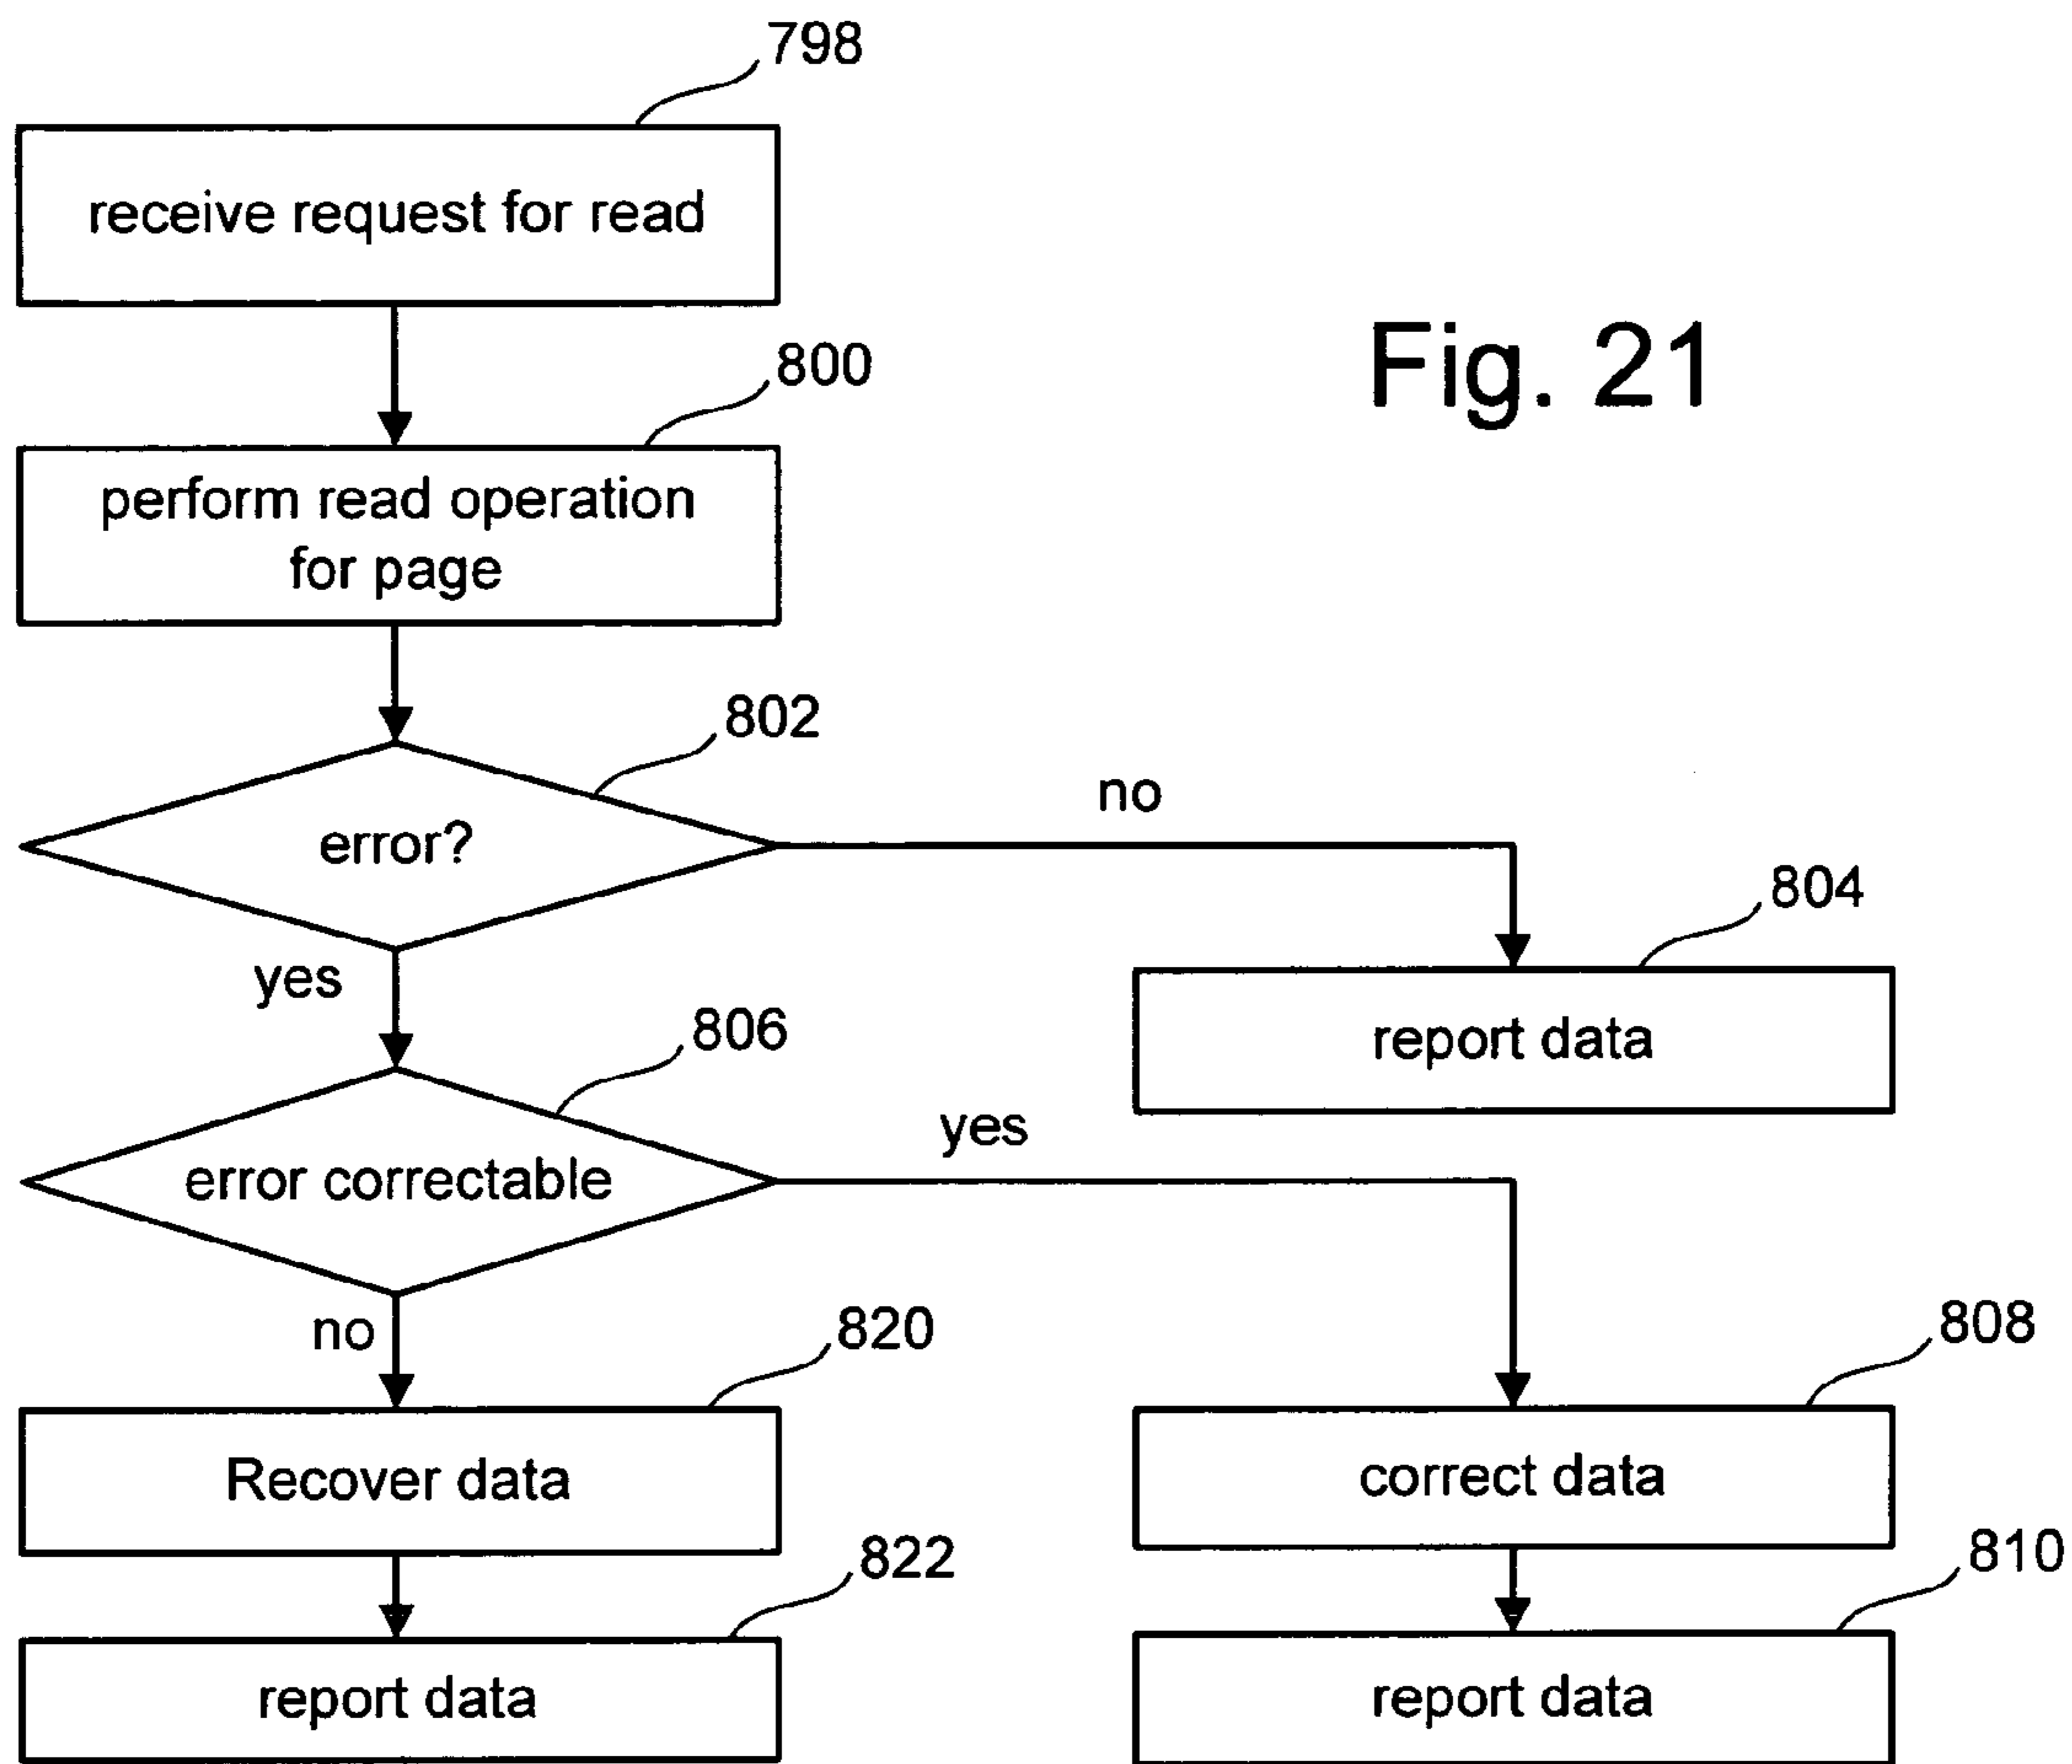 798
receive request for read
Fig. 21
800
perform read operation
for page
802
error?
no
804
report data
yes
806
error correctable
yes
no
820
Recover data
808
correct data
822
report data
810
report data